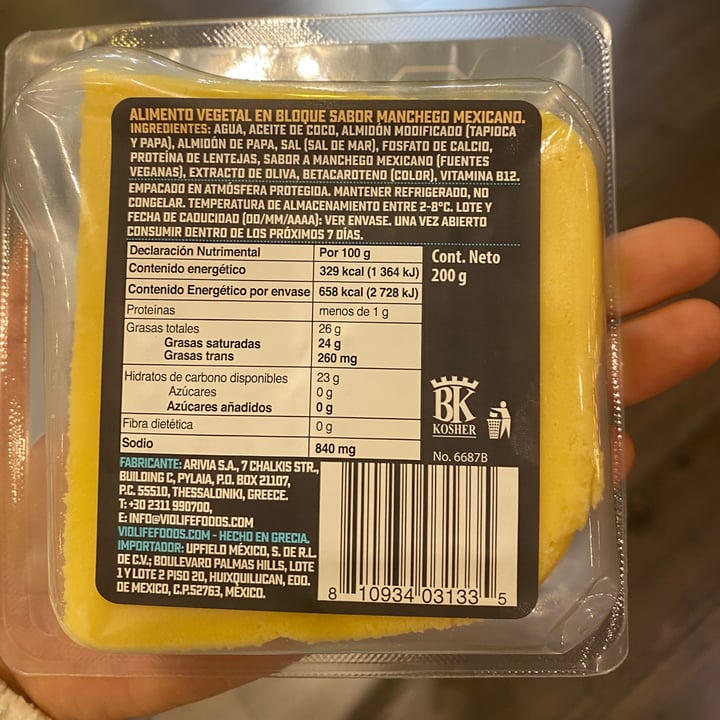 ALIMENTO VEGETAL EN BLOQUE SABOR MANCHEGO MEXICANO.
INGREDIENTES: AGUA, ACEITE DE COCO, ALMIDÓN MODIFICADO (TAPIOCA
Y PAPA), ALMIDÓN DE PAPA, SAL (SAL DE MAR), FOSFATO DE CALCIO,
PROTEÍNA DE LENTEJAS, SABOR A MANCHEGO MEXICANO (FUENTES
VEGANAS), EXTRACTO DE OLIVA, BETACAROTENO (COLOR), VITAMINA B12.
EMPACADO EN ATMÓSFERA PROTEGIDA. MANTENER REFRIGERADO, NO
CONGELAR. TEMPERATURA DE ALMACENAMIENTO ENTRE 2-8°C. LOTE Y
FECHA DE CADUCIDAD (DD/MM/AAAA): VER ENVASE. UNA VEZ ABIERTO
CONSUMIR DENTRO DE LOS PRÓXIMOS 7 DÍAS.
Declaración Nutrimental Por 100 g
Contenido energético 329 kcal (1 364 kJ)
Contenido Energético por envase 658 kcal (2 728 kJ)
Proteínas menos de 1 g
Grasas totales 26 g
Grasas saturadas 24 g
Grasas trans 260 mg
Hidratos de carbono disponibles 23 g
Azúcares 0 g
Azúcares añadidos 0 g
Fibra dietética 0 g
Sodio 840 mg
Cont. Neto
200 g
BK
KOSHER
No. 6687B
FABRICANTE: ARIVIA S.A., 7 CHALKIS STR.,
BUILDING C, PYLAIA, P.O. BOX 21107,
P.C. 55510, THESSALONIKI, GREECE.
T: +30 2311 990700,
E: INFO@VIOLIFEFOODS.COM
VIOLIFEFOODS.COM - HECHO EN GRECIA.
IMPORTADOR: UPFIELD MÉXICO, S. DE R.L.
DE C.V.; BOULEVARD PALMAS HILLS, LOTE
1 Y LOTE 2 PISO 20, HUIXQUILUCAN, EDO.
DE MEXICO, C.P.52763, MÉXICO.
8 10934 03133 5